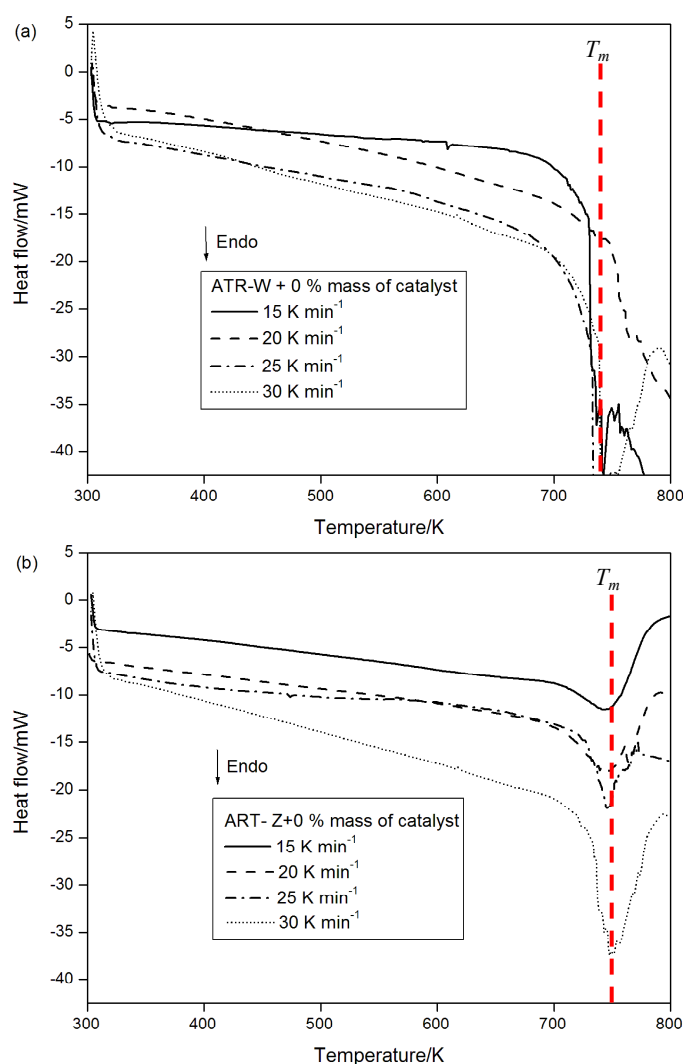 (a)
5
0
-5
-10
-15
-20
-25
-30
-35
-40
Heat flow/mW
Tm
Endo
ATR-W + 0 % mass of catalyst
15 K min-1
20 K min-1
25 K min-1
30 K min-1
300 400 500 600 700 800
Temperature/K
(b)
5
0
-5
-10
-15
-20
-25
-30
-35
-40
Heat flow/mW
Tm
Endo
ART- Z+0 % mass of catalyst
15 K min-1
20 K min-1
25 K min-1
30 K min-1
300 400 500 600 700 800
Temperature/K